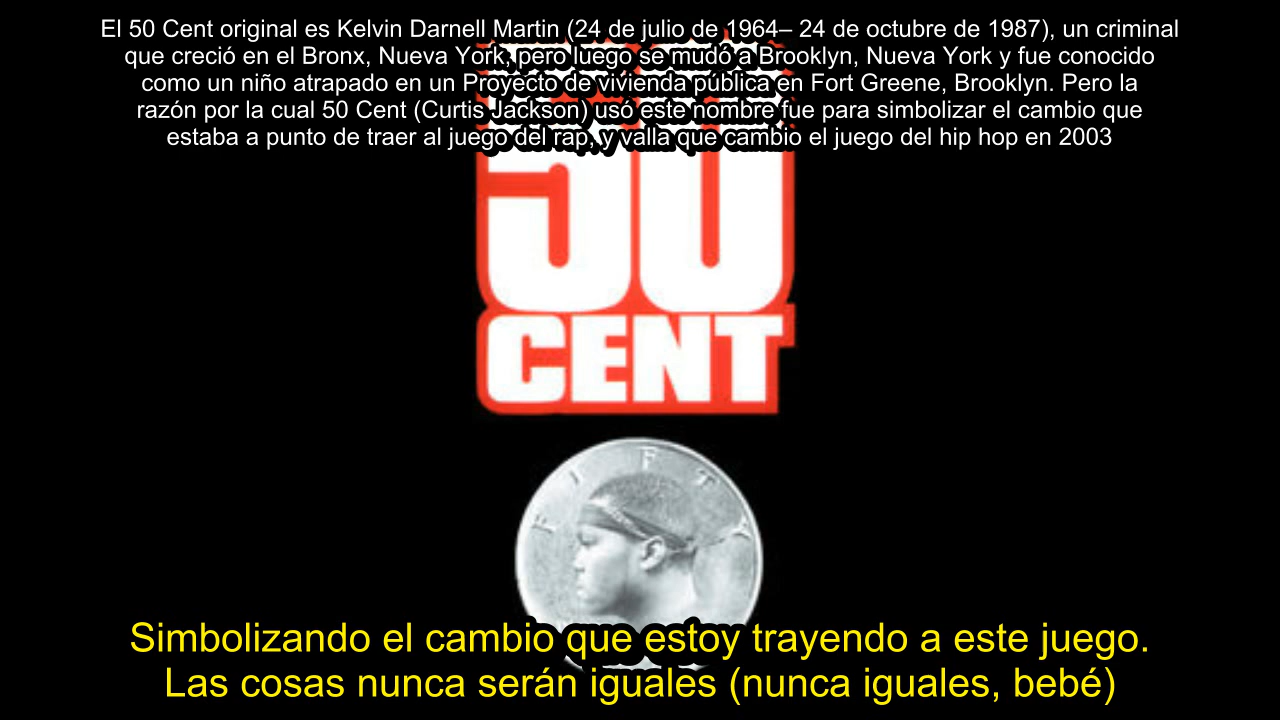 El 50 Cent original es Kelvin Darnell Martin (24 de julio de 1964– 24 de octubre de 1987), un criminal
que creció en el Bronx, Nueva York, pero luego se mudó a Brooklyn, Nueva York y fue conocido
como un niño atrapado en un Proyecto de vivienda pública en Fort Greene, Brooklyn. Pero la
razón por la cual 50 Cent (Curtis Jackson) usó este nombre fue para simbolizar el cambio que
estaba a punto de traer al juego del rap, y valla que cambio el juego del hip hop en 2003
50
CENT
FIFTY
Simbolizando el cambio que estoy trayendo a este juego.
Las cosas nunca serán iguales (nunca iguales, bebé)